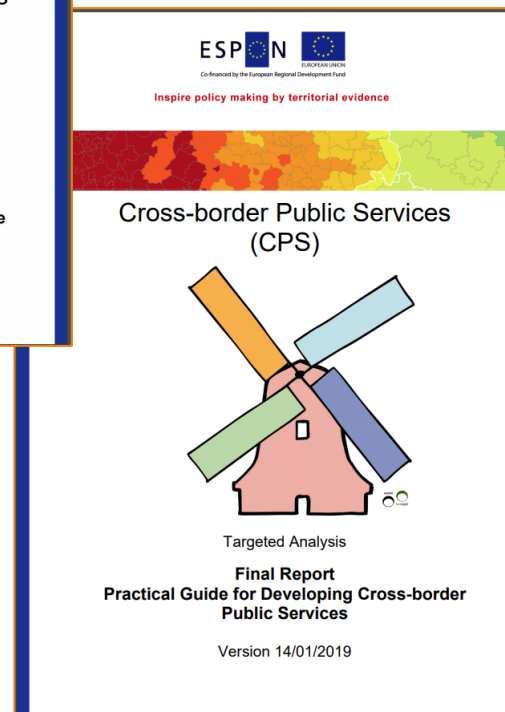 ESPON
EUROPEAN UNION
Co-financed by the European Regional Development Fund
Inspire policy making by territorial evidence
Cross-border Public Services
(CPS)
Targeted Analysis
Final Report
Practical Guide for Developing Cross-border
Public Services
Version 14/01/2019